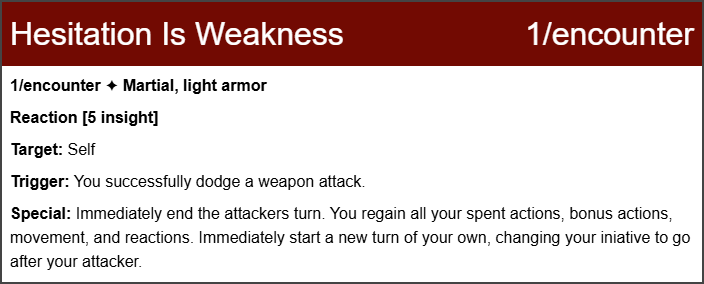 Hesitation Is Weakness 1/encounter
1/encounter ✦ Martial, light armor
Reaction [5 insight]
Target: Self
Trigger: You successfully dodge a weapon attack.
Special: Immediately end the attackers turn. You regain all your spent actions, bonus actions,
movement, and reactions. Immediately start a new turn of your own, changing your iniative to go
after your attacker.